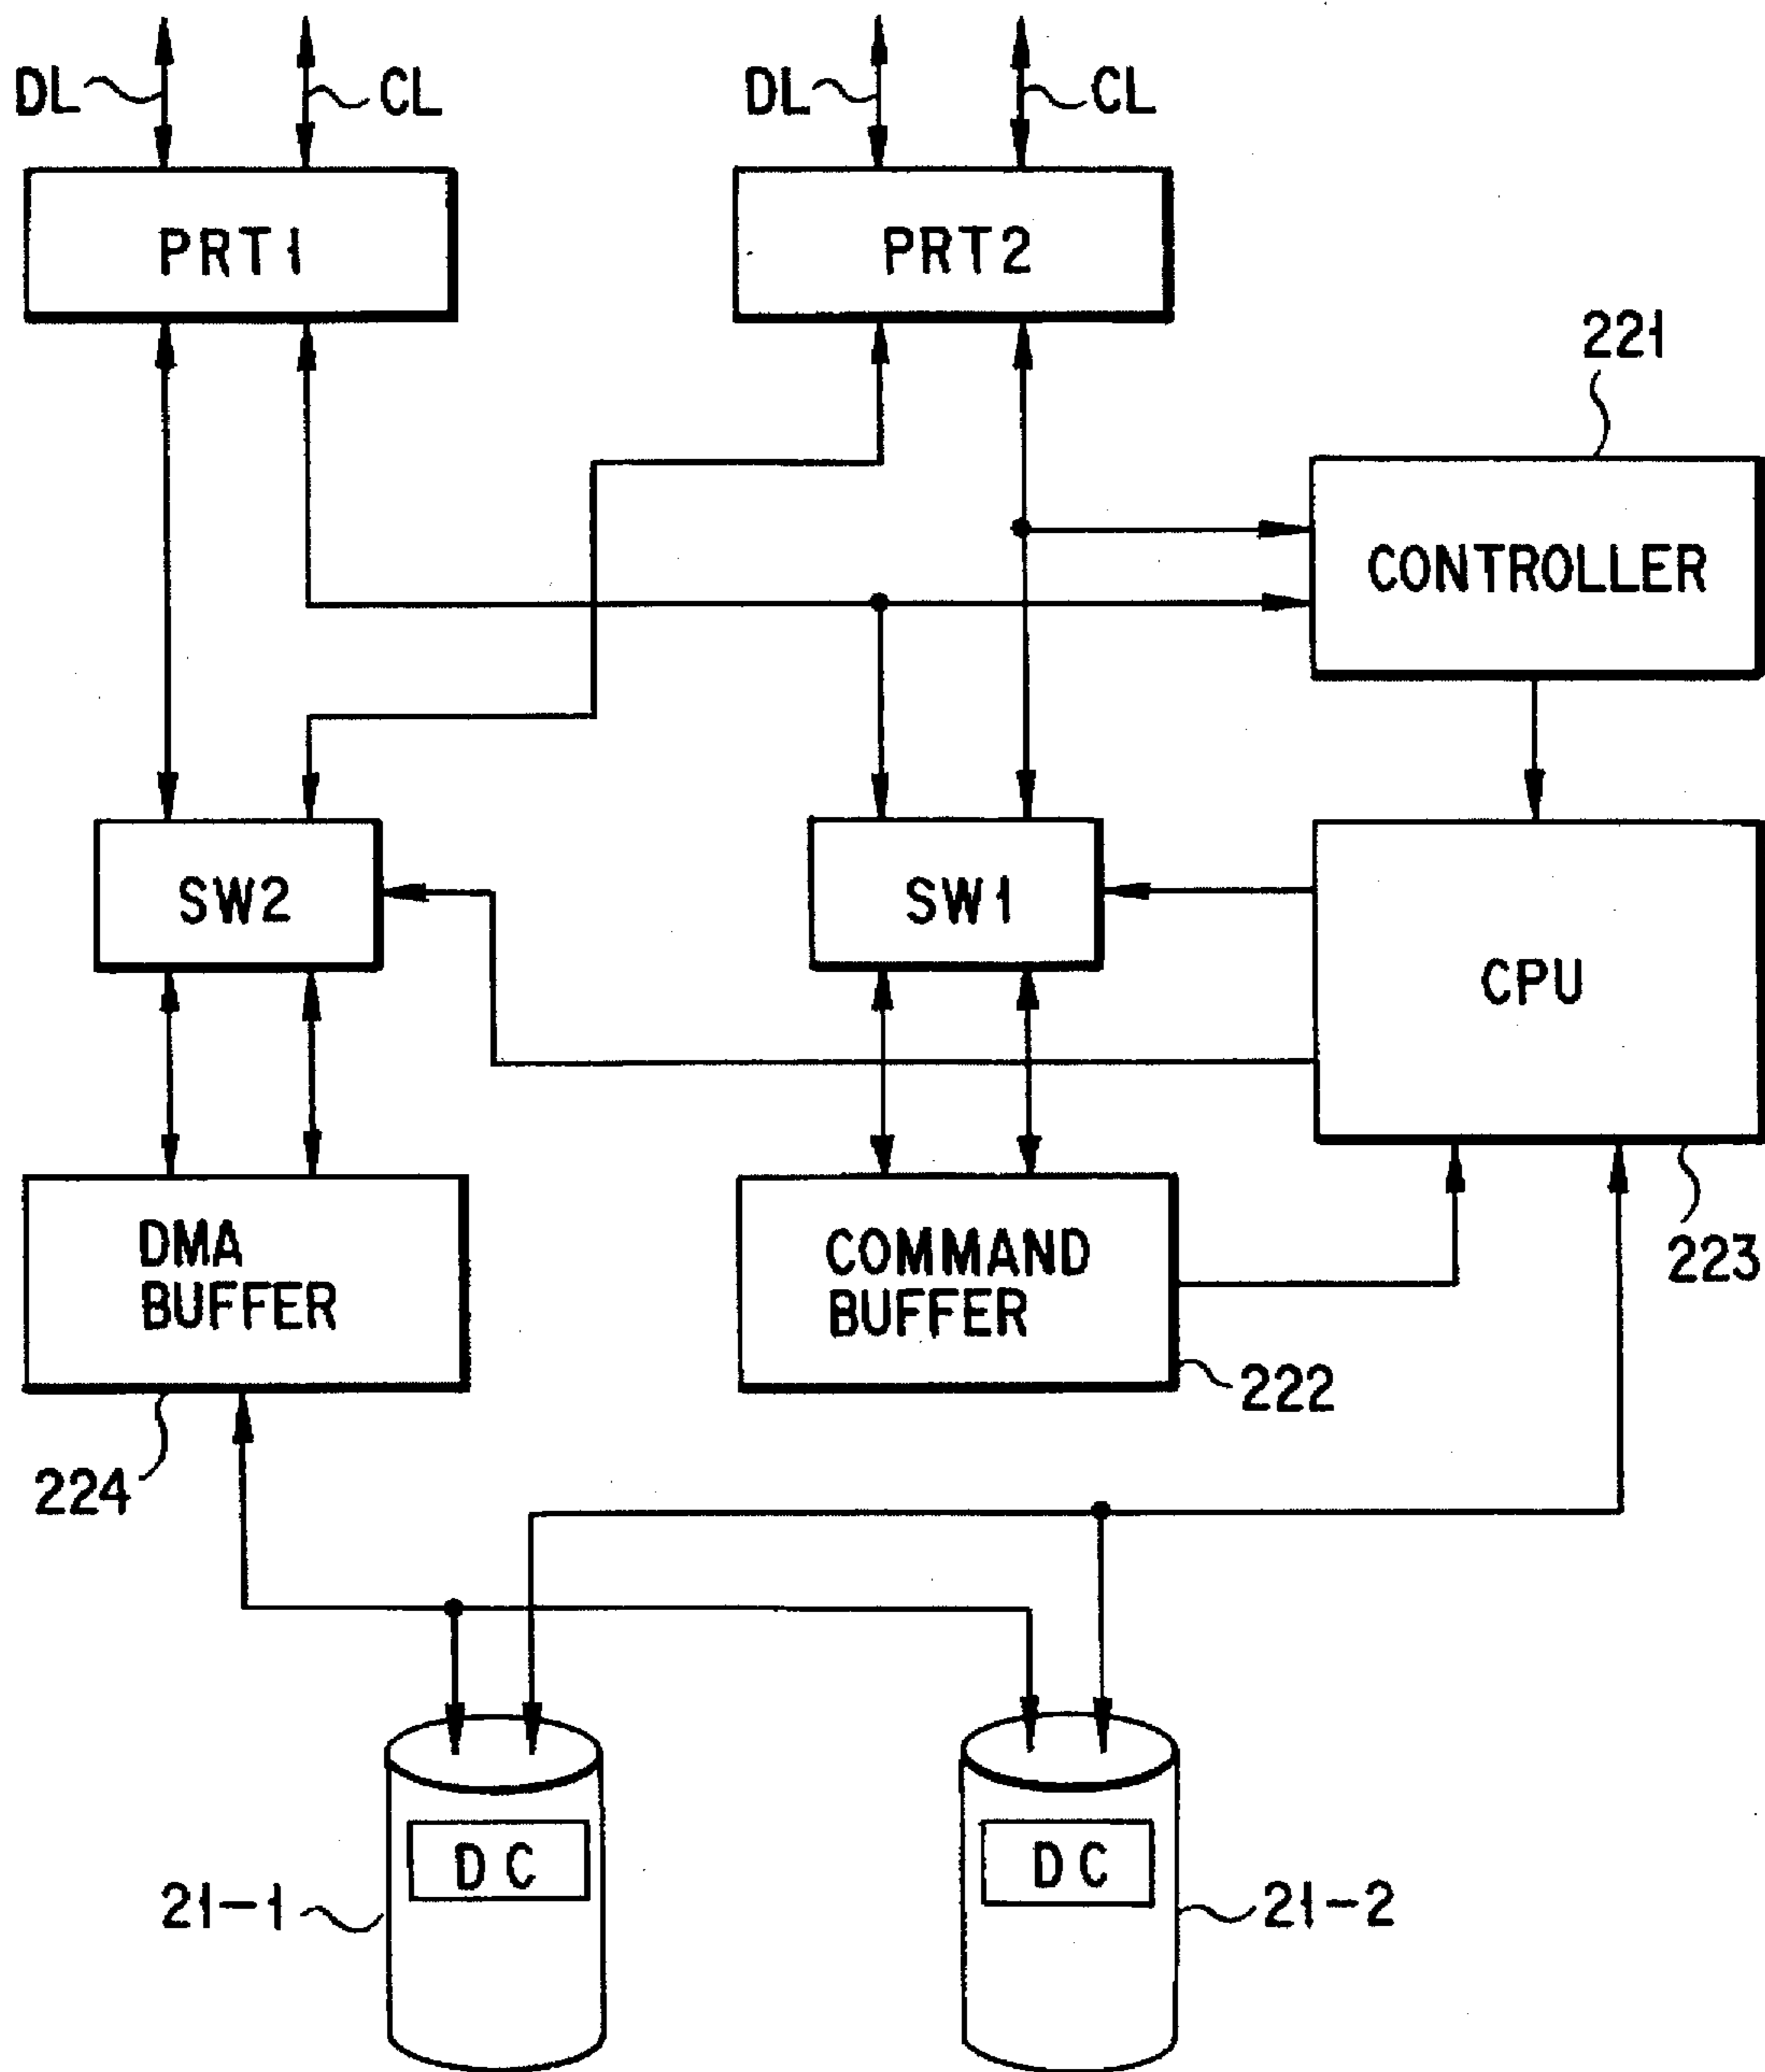 DL
CL
DL
CL
PRT1
PRT2
221
CONTROLLER
SW2
SW1
CPU
DMA
BUFFER
COMMAND
BUFFER
223
222
224
DC
DC
21-1
21-2